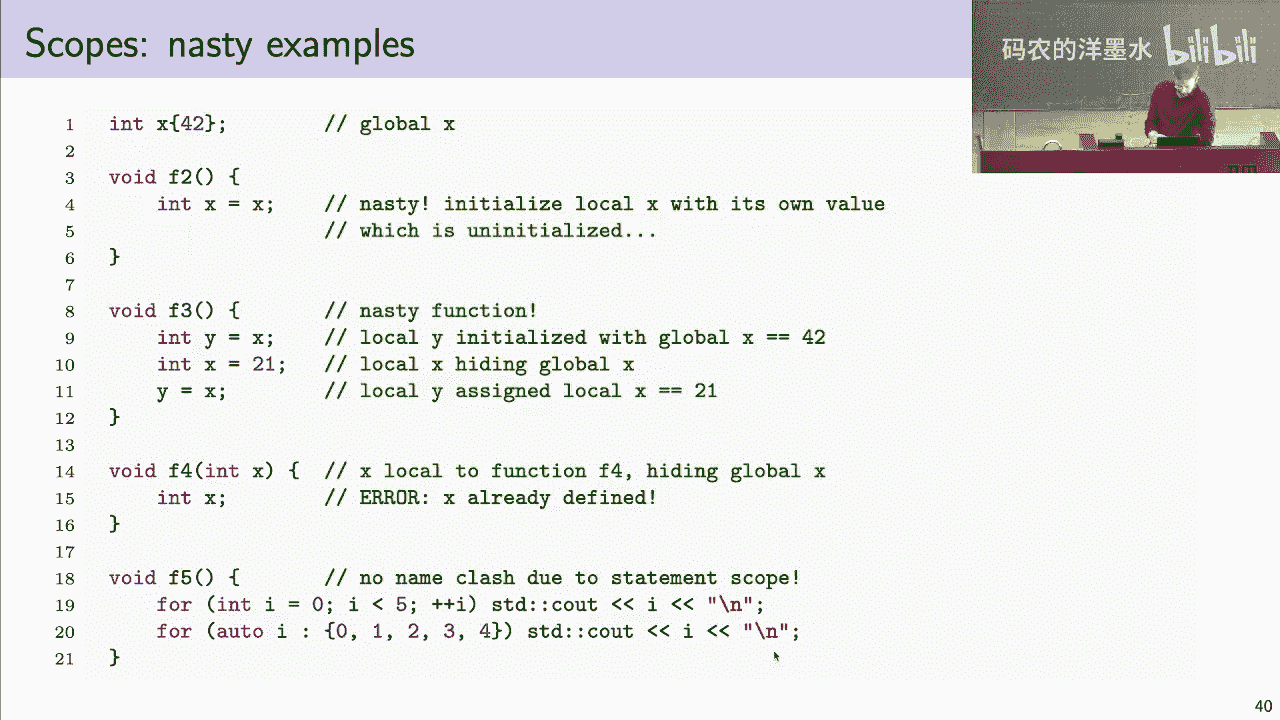 Scopes: nasty examples
码农的洋墨水 bilibili
1 int x{42}; // global x
2
3 void f2() {
4 int x = x; // nasty! initialize local x with its own value
5 // which is uninitialized...
6 }
7
8 void f3() { // nasty function!
9 int y = x; // local y initialized with global x == 42
10 int x = 21; // local x hiding global x
11 y = x; // local y assigned local x == 21
12 }
13
14 void f4(int x) { // x local to function f4, hiding global x
15 int x; // ERROR: x already defined!
16 }
17
18 void f5() { // no name clash due to statement scope!
19 for (int i = 0; i < 5; ++i) std::cout << i << "\n";
20 for (auto i : {0, 1, 2, 3, 4}) std::cout << i << "\n";
21 }
40